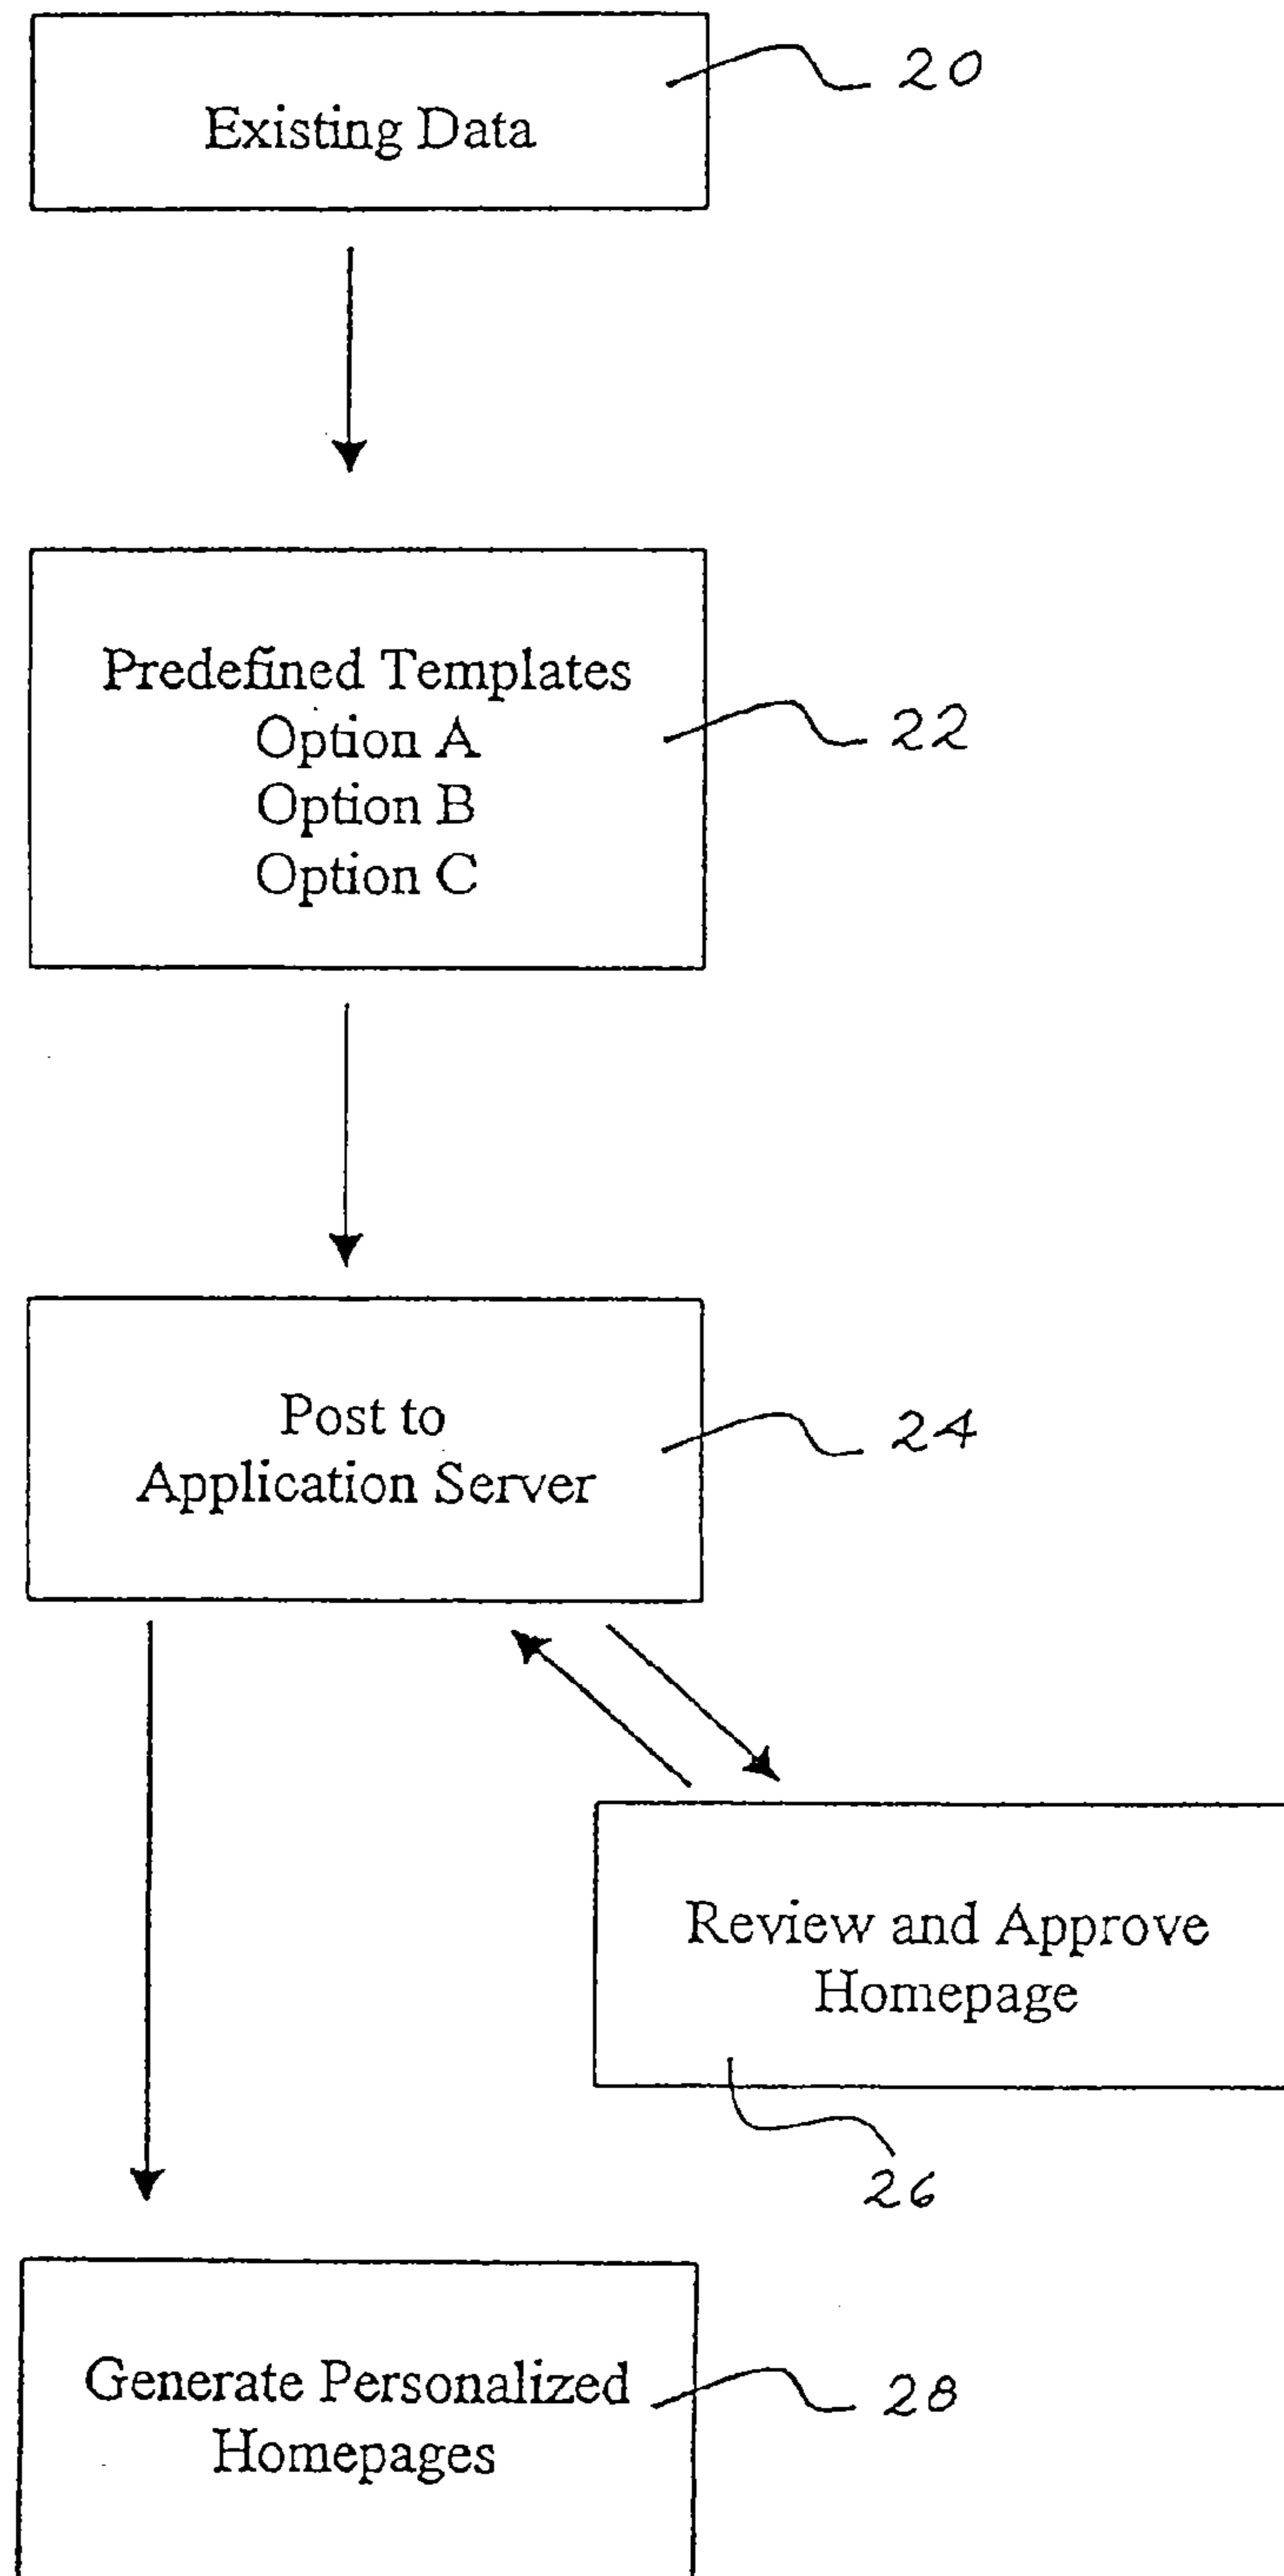 Existing Data
20
Predefined Templates
Option A
Option B
Option C
22
Post to
Application Server
24
Review and Approve
Homepage
26
Generate Personalized
Homepages
28